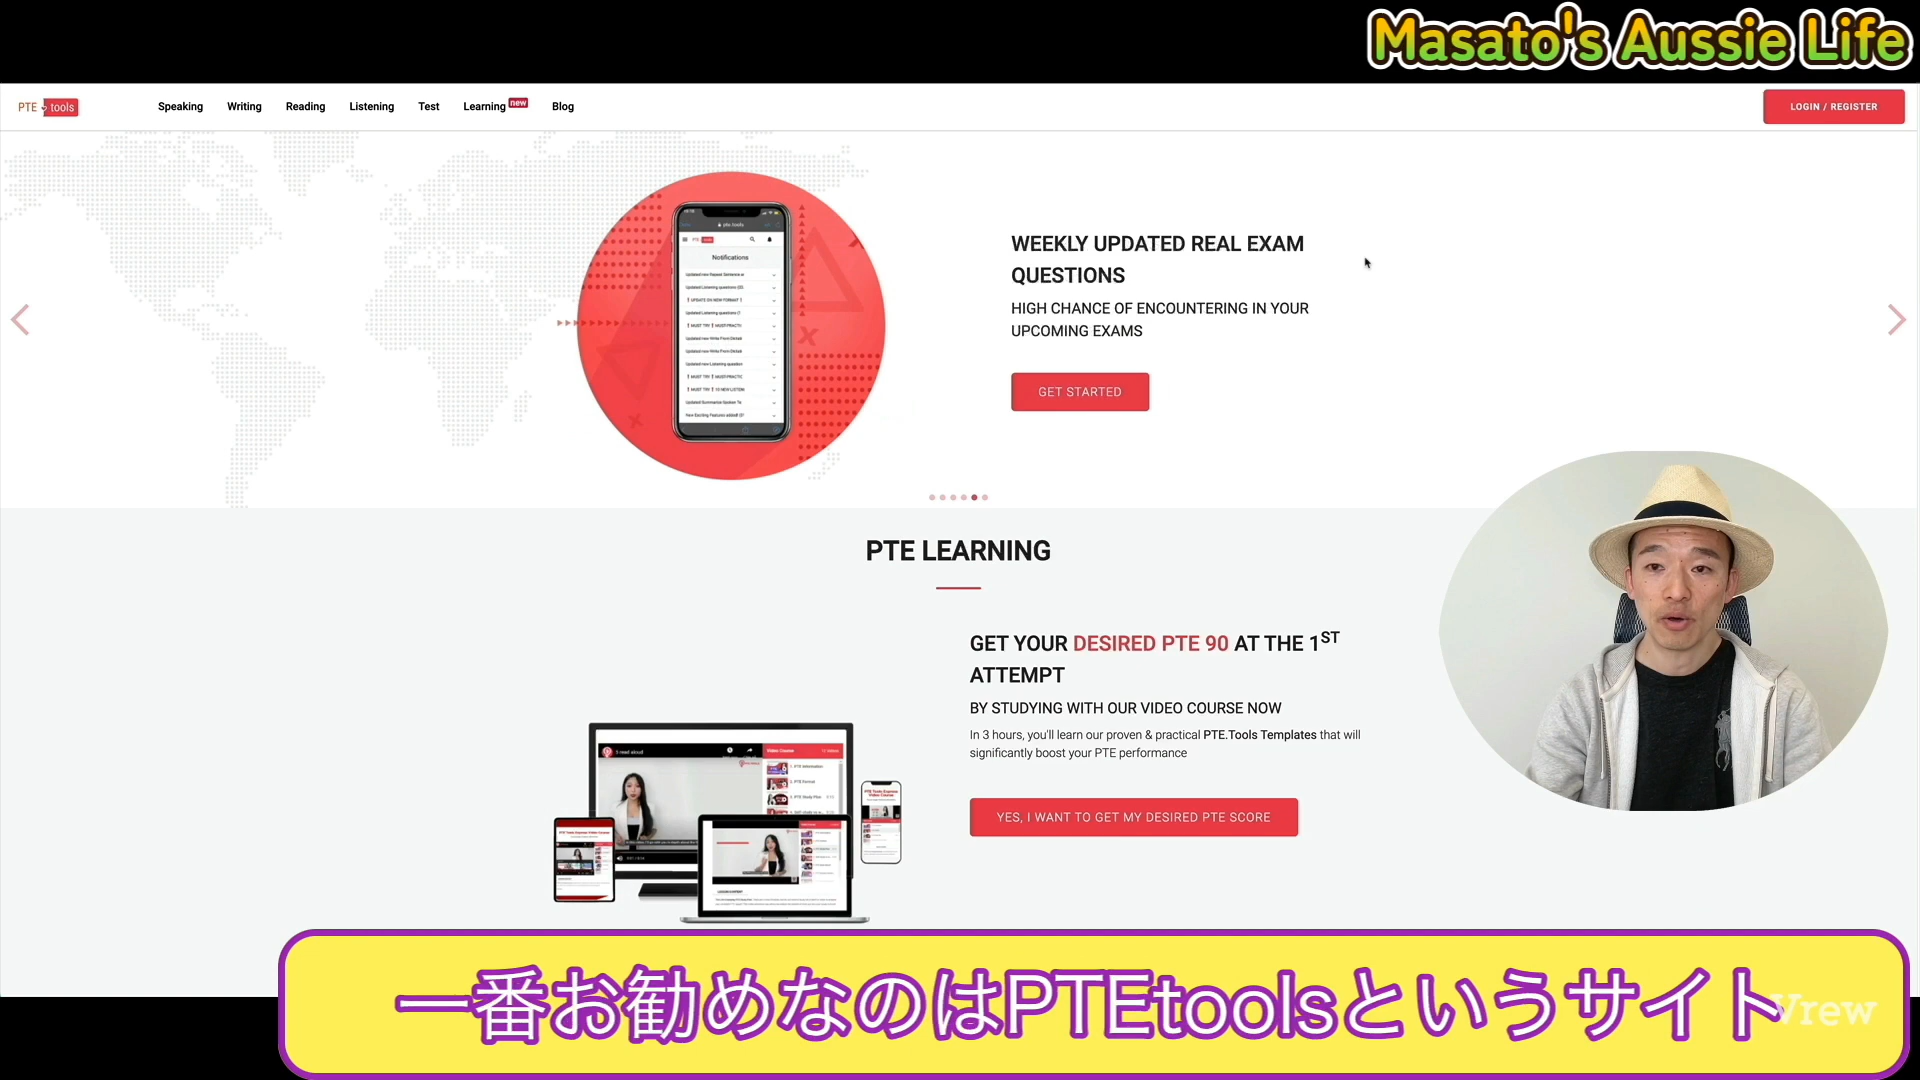 Masato's Aussie Life
PTE tools
Speaking Writing Reading Listening Test Learning new Blog
LOGIN / REGISTER
pte.tools
PTE tools
Notifications
WEEKLY UPDATED REAL EXAM
QUESTIONS
HIGH CHANCE OF ENCOUNTERING IN YOUR
UPCOMING EXAMS
GET STARTED
PTE LEARNING
GET YOUR DESIRED PTE 90 AT THE 1ST
ATTEMPT
BY STUDYING WITH OUR VIDEO COURSE NOW
In 3 hours, you'll learn our proven & practical PTE.Tools Templates that will
significantly boost your PTE performance
YES, I WANT TO GET MY DESIRED PTE SCORE
一番お勧めなのはPTEtoolsというサイト
Vrew